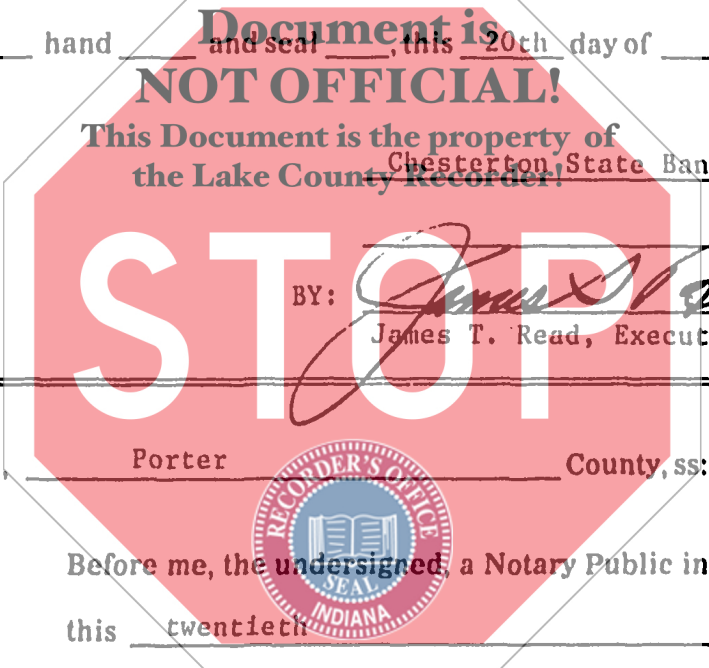 hand and seal , this 20th day of
Document is
NOT OFFICIAL!
This Document is the property of
the Lake County Recorder!
Chesterton State Ban
STOP
BY: James T. Rea
James T. Read, Execut
Porter County, ss:
RECORDER'S OFFICE
SEAL
INDIANA
Before me, the undersigned, a Notary Public in
this twentieth